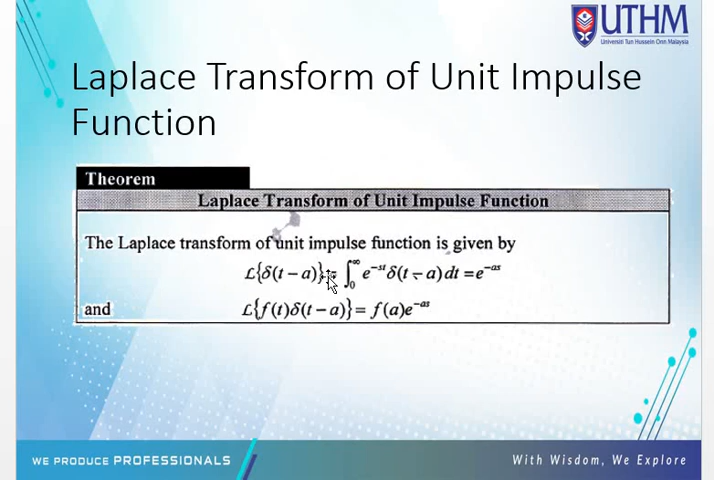 UTHM
Universiti Tun Hussein Onn Malaysia
Laplace Transform of Unit Impulse
Function
Theorem
Laplace Transform of Unit Impulse Function
The Laplace transform of unit impulse function is given by
ℒ{δ(t − a)} = ∫₀^∞ e^{−st} δ(t − a) dt = e^{−as}
and ℒ{f(t)δ(t − a)} = f(a)e^{−as}
WE PRODUCE PROFESSIONALS
With Wisdom, We Explore